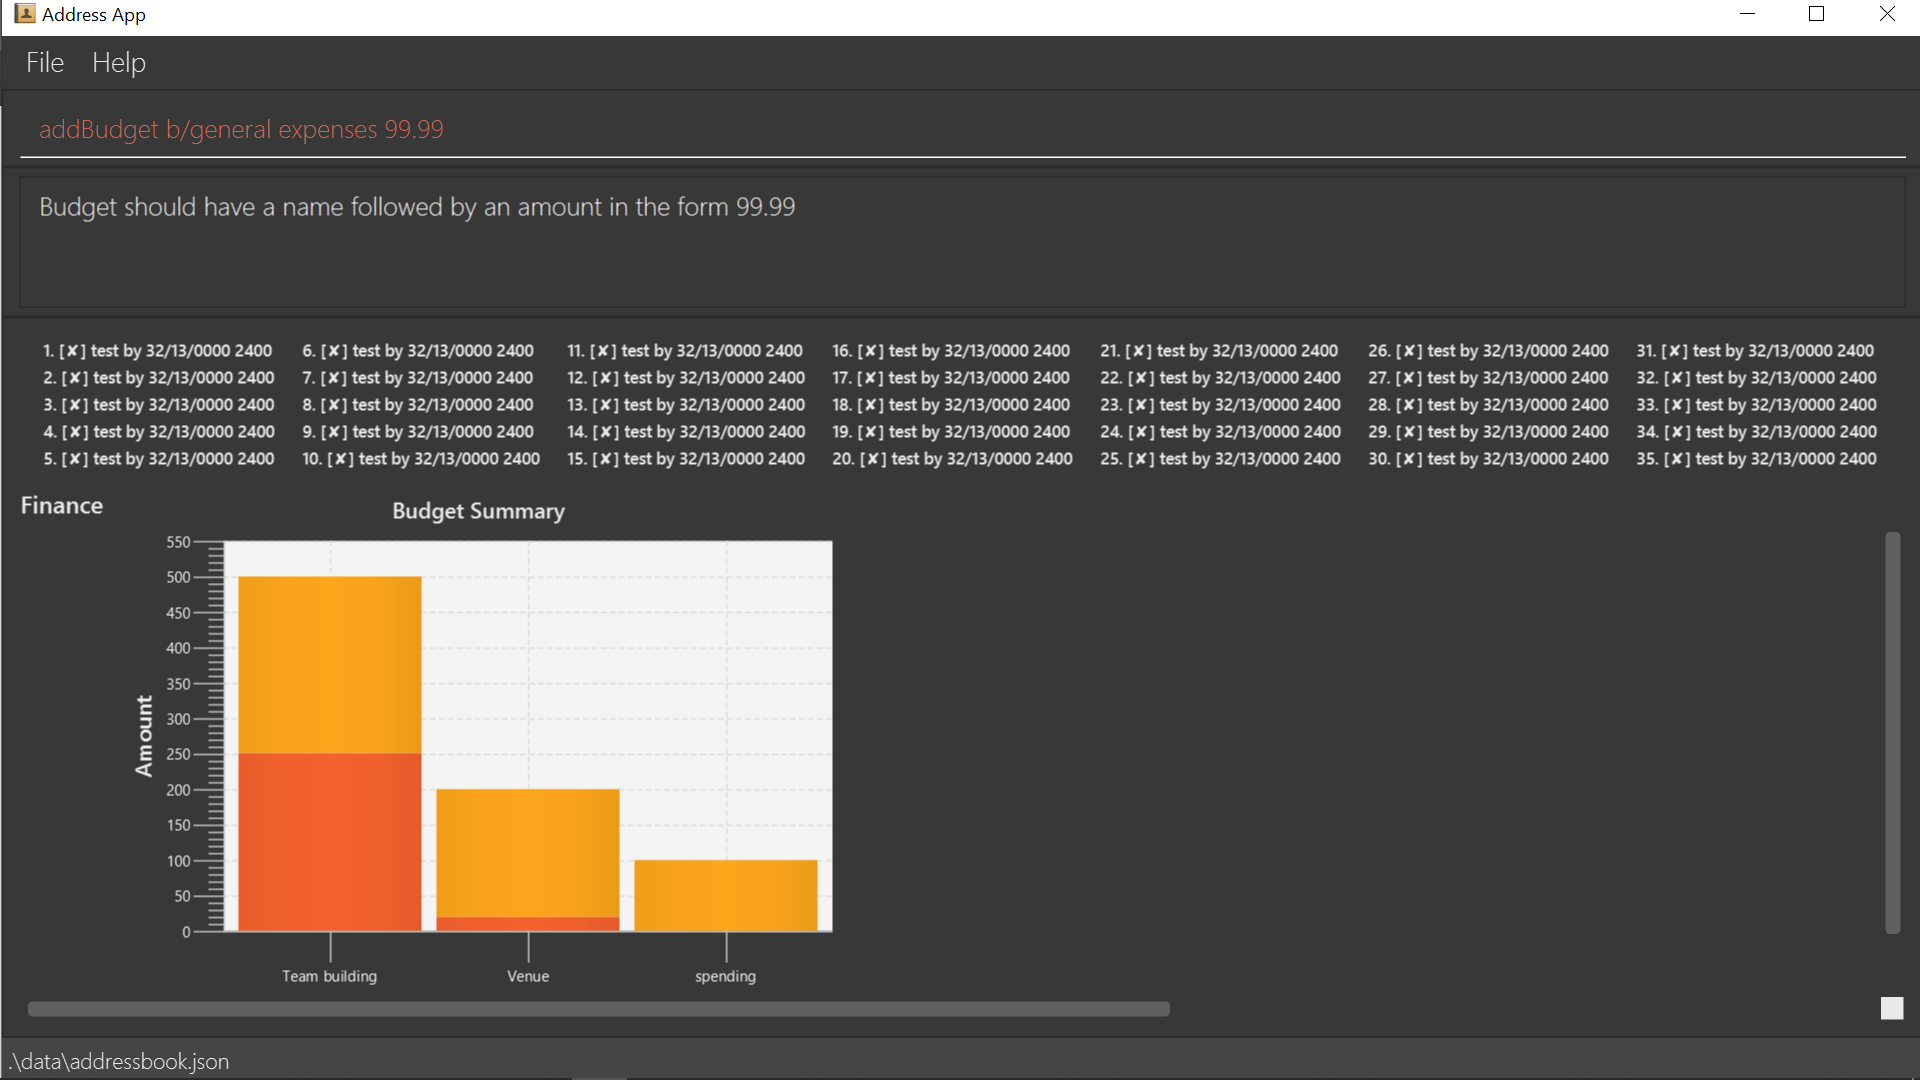 Address App
File Help
addBudget b/general expenses 99.99
Budget should have a name followed by an amount in the form 99.99
1. [✘] test by 32/13/0000 2400
2. [✘] test by 32/13/0000 2400
3. [✘] test by 32/13/0000 2400
4. [✘] test by 32/13/0000 2400
5. [✘] test by 32/13/0000 2400
6. [✘] test by 32/13/0000 2400
7. [✘] test by 32/13/0000 2400
8. [✘] test by 32/13/0000 2400
9. [✘] test by 32/13/0000 2400
10. [✘] test by 32/13/0000 2400
11. [✘] test by 32/13/0000 2400
12. [✘] test by 32/13/0000 2400
13. [✘] test by 32/13/0000 2400
14. [✘] test by 32/13/0000 2400
15. [✘] test by 32/13/0000 2400
16. [✘] test by 32/13/0000 2400
17. [✘] test by 32/13/0000 2400
18. [✘] test by 32/13/0000 2400
19. [✘] test by 32/13/0000 2400
20. [✘] test by 32/13/0000 2400
21. [✘] test by 32/13/0000 2400
22. [✘] test by 32/13/0000 2400
23. [✘] test by 32/13/0000 2400
24. [✘] test by 32/13/0000 2400
25. [✘] test by 32/13/0000 2400
26. [✘] test by 32/13/0000 2400
27. [✘] test by 32/13/0000 2400
28. [✘] test by 32/13/0000 2400
29. [✘] test by 32/13/0000 2400
30. [✘] test by 32/13/0000 2400
31. [✘] test by 32/13/0000 2400
32. [✘] test by 32/13/0000 2400
33. [✘] test by 32/13/0000 2400
34. [✘] test by 32/13/0000 2400
35. [✘] test by 32/13/0000 2400
Finance
Budget Summary
550
500
450
400
350
300
250
200
150
100
50
0
Amount
Team building
Venue
spending
.\data\addressbook.json